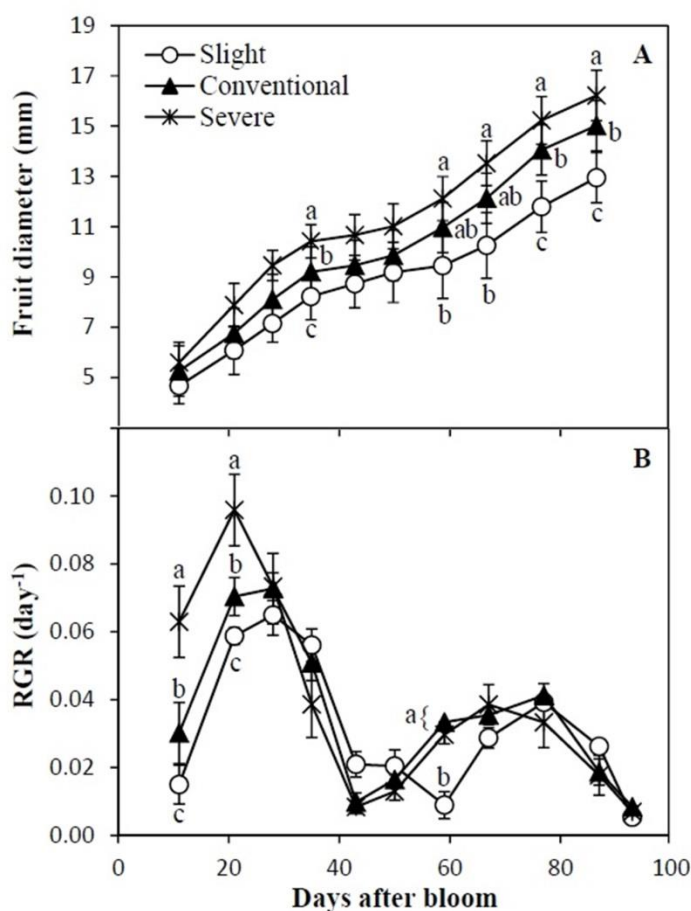 19
17
15
13
11
9
7
5
Fruit diameter (mm)
Slight
Conventional
Severe
A
a
b
c
a
ab
b
a
ab
b
a
b
c
a
b
c
B
0.10
0.08
0.06
0.04
0.02
0.00
RGR (day⁻¹)
a
b
c
a
b
c
a{
b
0
20
40
60
80
100
Days after bloom